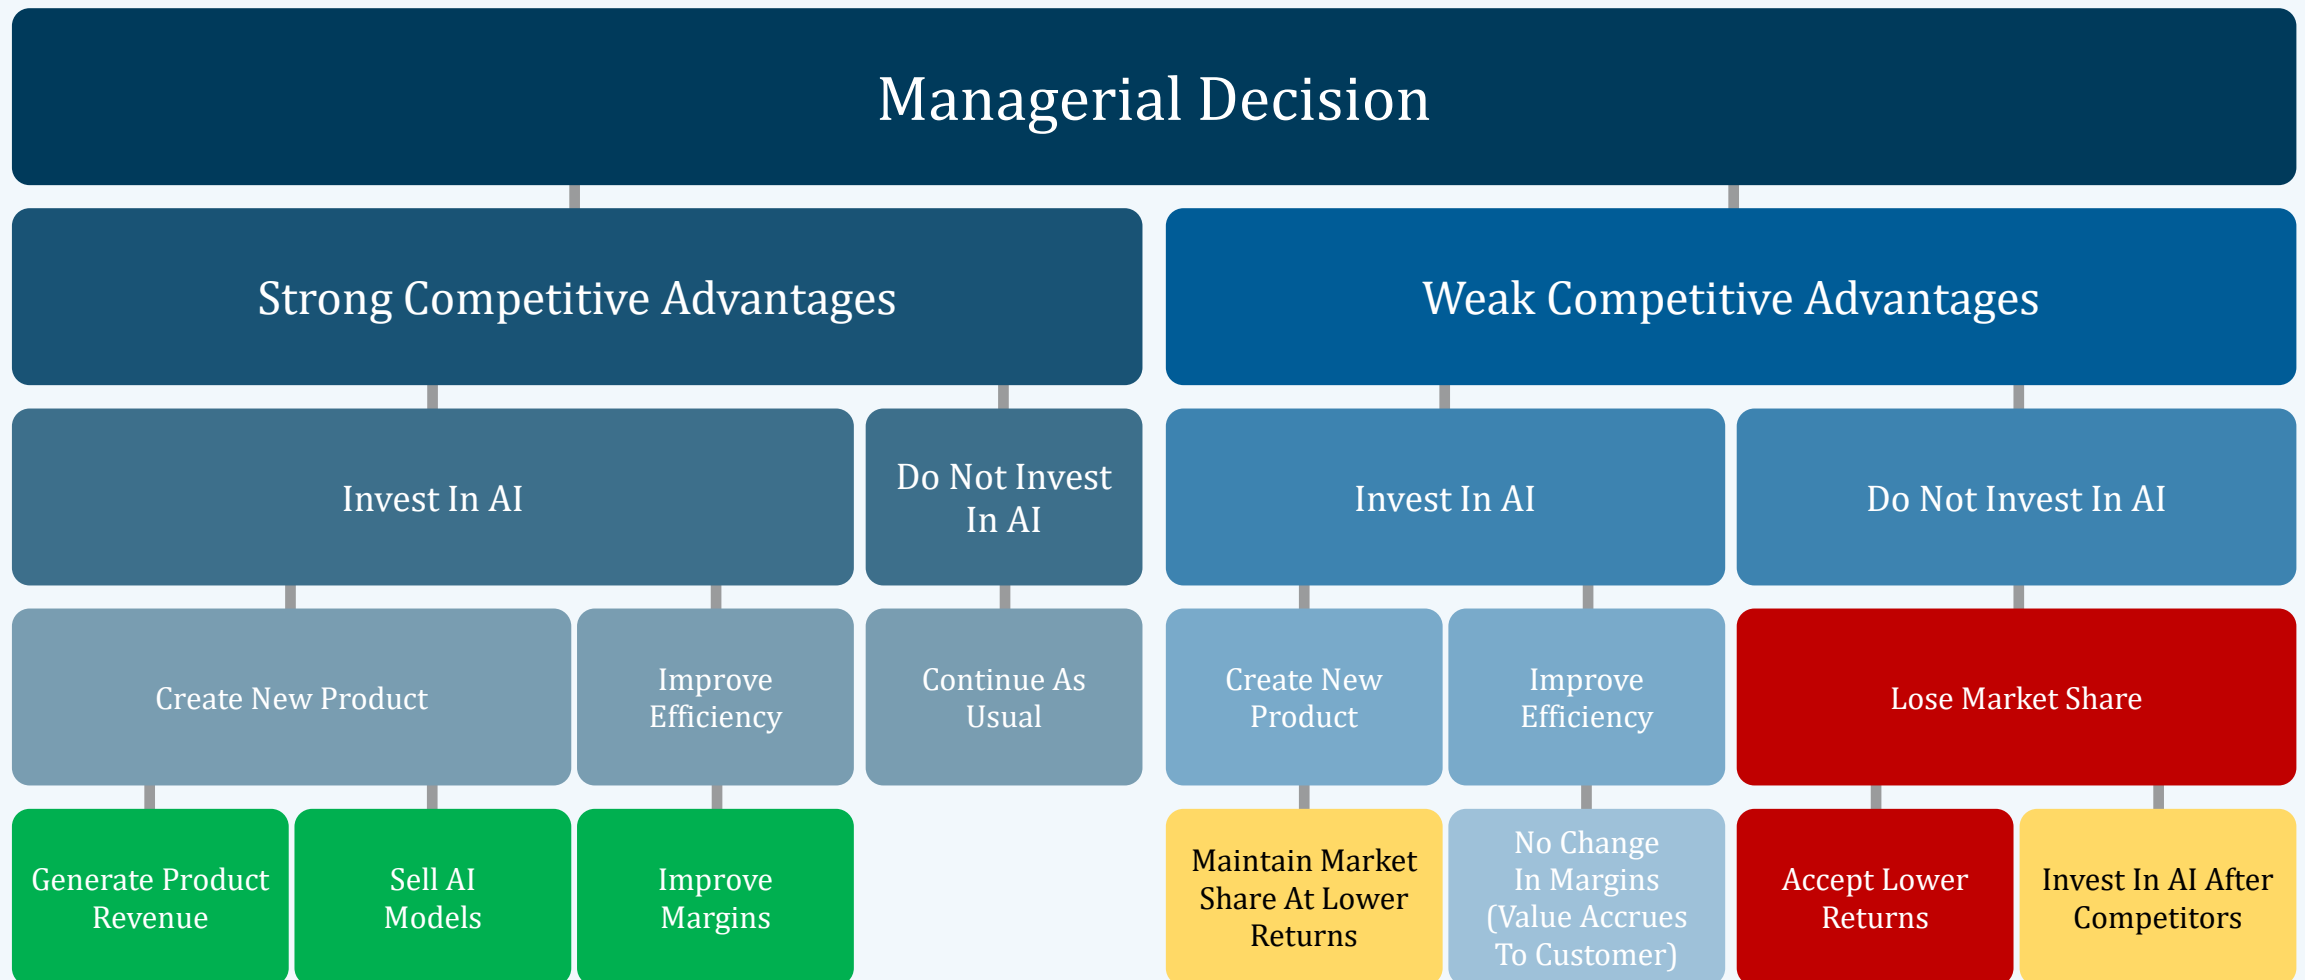 Managerial Decision
Strong Competitive Advantages
Weak Competitive Advantages
Invest In AI
Do Not Invest
In AI
Invest In AI
Do Not Invest In AI
Create New Product
Improve
Efficiency
Continue As
Usual
Create New
Product
Improve
Efficiency
Lose Market Share
Generate Product
Revenue
Sell AI
Models
Improve
Margins
Maintain Market
Share At Lower
Returns
No Change
In Margins
(Value Accrues
To Customer)
Accept Lower
Returns
Invest In AI After
Competitors